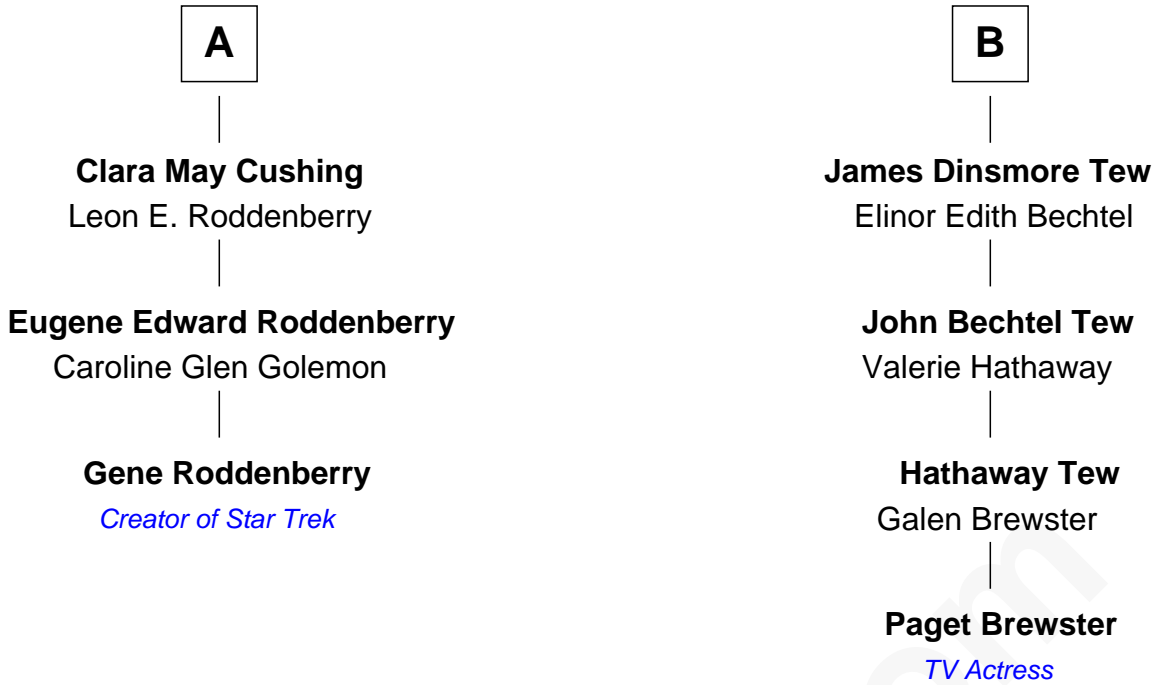 A
Clara May Cushing
Leon E. Roddenberry
Eugene Edward Roddenberry
Caroline Glen Golemon
Gene Roddenberry
Creator of Star Trek
B
James Dinsmore Tew
Elinor Edith Bechtel
John Bechtel Tew
Valerie Hathaway
Hathaway Tew
Galen Brewster
Paget Brewster
TV Actress
om